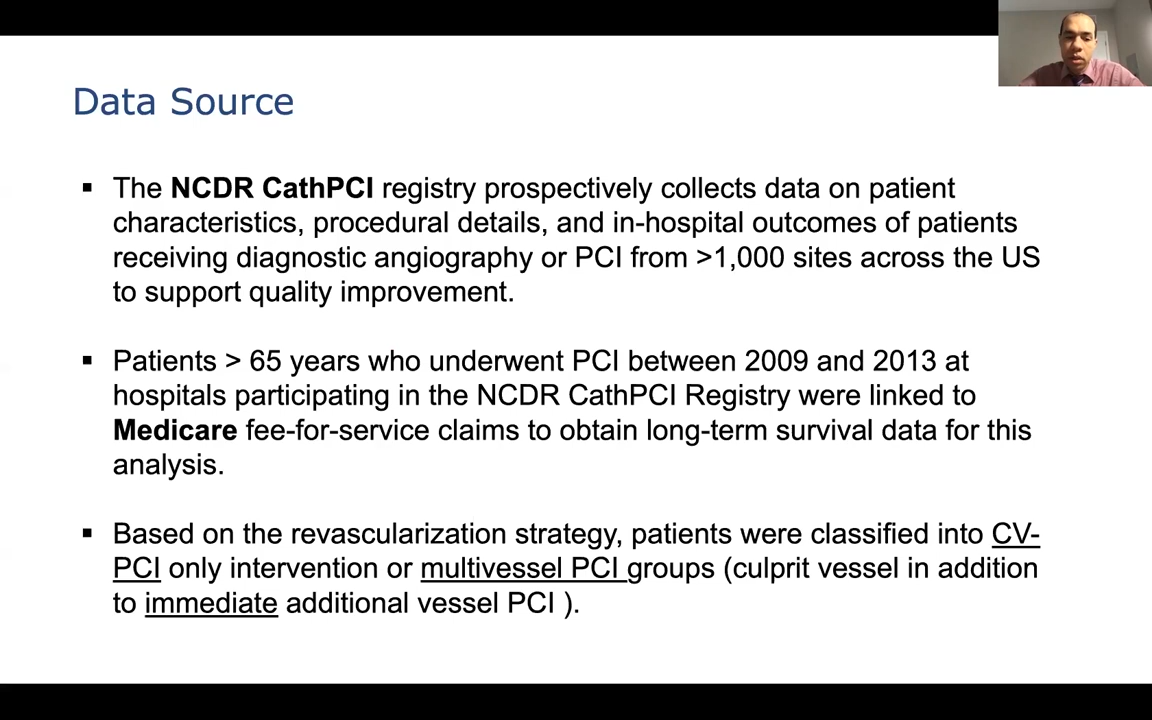 Data Source
▪ The NCDR CathPCI registry prospectively collects data on patient
characteristics, procedural details, and in-hospital outcomes of patients
receiving diagnostic angiography or PCI from >1,000 sites across the US
to support quality improvement.
▪ Patients > 65 years who underwent PCI between 2009 and 2013 at
hospitals participating in the NCDR CathPCI Registry were linked to
Medicare fee-for-service claims to obtain long-term survival data for this
analysis.
▪ Based on the revascularization strategy, patients were classified into CV-
PCI only intervention or multivessel PCI groups (culprit vessel in addition
to immediate additional vessel PCI ).